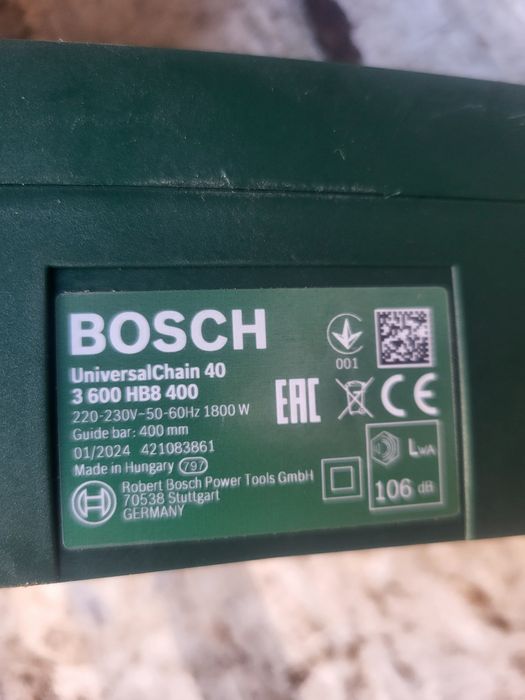 BOSCH
UniversalChain 40
3 600 HB8 400
220-230V~50-60Hz 1800 W
Guide bar: 400 mm
01/2024 421083861
Made in Hungary 797
Robert Bosch Power Tools GmbH
70538 Stuttgart
GERMANY
001
EAC
CE
LWA
106 dB